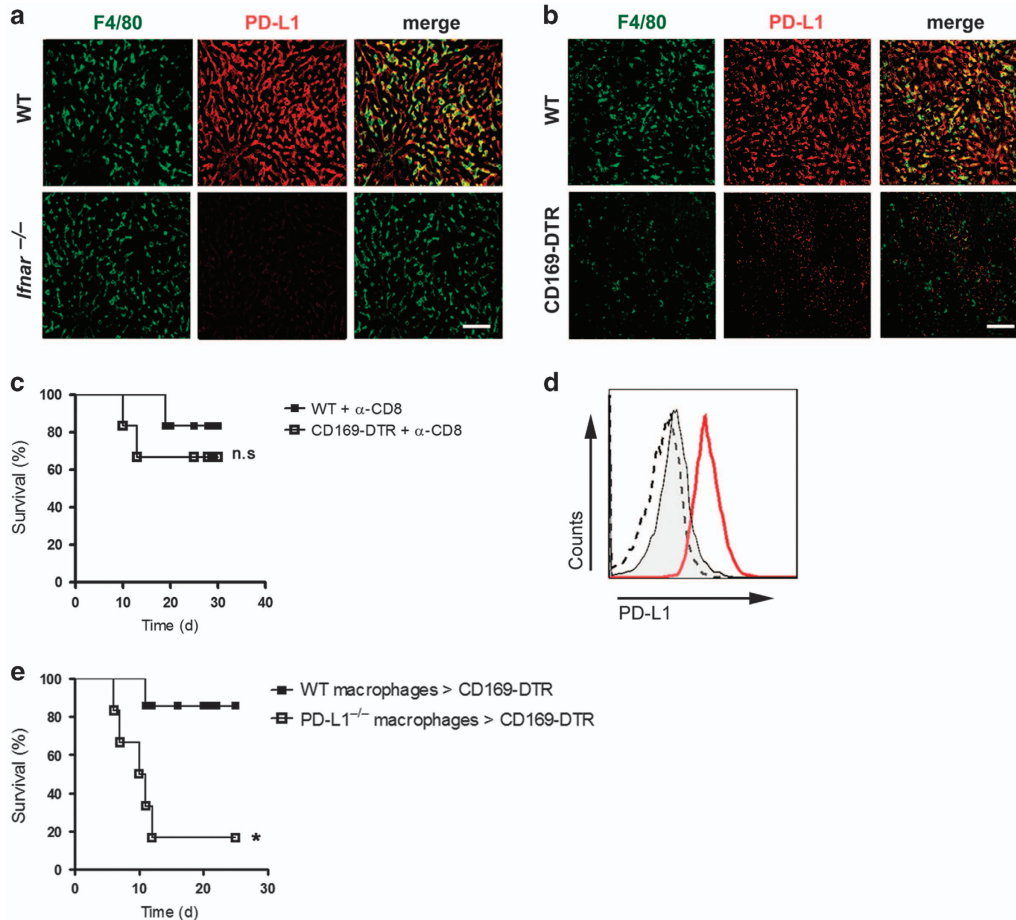 a
F4/80 PD-L1 merge
WT
Ifnar −/−
b
F4/80 PD-L1 merge
WT
CD169-DTR
c
Survival (%)
100
80
60
40
20
0
0 10 20 30 40
Time (d)
WT + α-CD8
CD169-DTR + α-CD8
n.s
d
Counts
PD-L1
e
Survival (%)
100
80
60
40
20
0
0 10 20 30
Time (d)
WT macrophages > CD169-DTR
PD-L1−/− macrophages > CD169-DTR
*